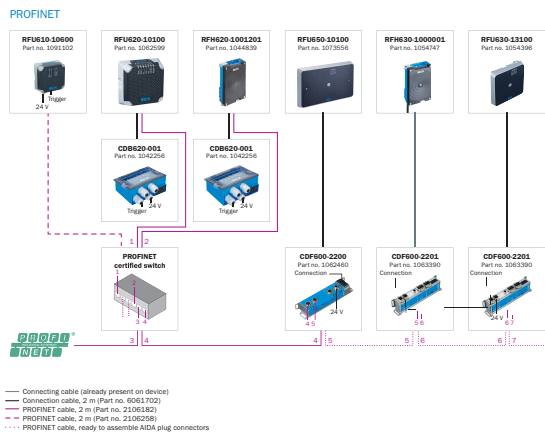 PROFINET
RFU610-10600
Part no. 1091102
Trigger
24 V
RFU620-10100
Part no. 1062599
RFH620-1001201
Part no. 1044839
RFU650-10100
Part no. 1073556
RFH630-1000001
Part no. 1054747
RFU630-13100
Part no. 1054396
CDB620-001
Part no. 1042256
24 V
Trigger
CDB620-001
Part no. 1042256
24 V
Trigger
1 2
PROFINET
certified switch
1
2
3 4
CDF600-2200
Part no. 1062460
Connection
24 V
4 5
CDF600-2201
Part no. 1063390
Connection
5 6
CDF600-2201
Part no. 1063390
Connection
24 V
6 7
PROFI
NET
®
3 4
4 5
5 6
6 7
Connecting cable (already present on device)
Connection cable, 2 m (Part no. 6061702)
PROFINET cable, 2 m (Part no. 2106182)
PROFINET cable, 2 m (Part no. 2106258)
PROFINET cable, ready to assemble AIDA plug connectors